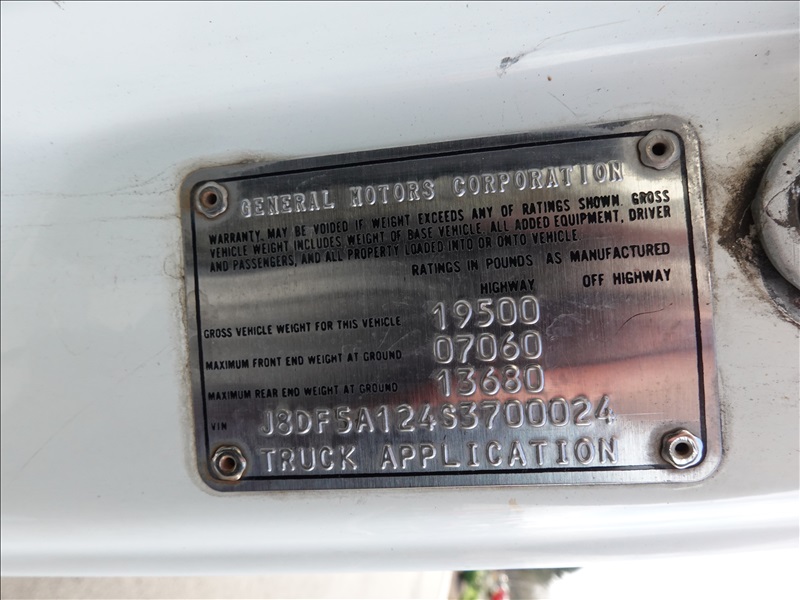 GENERAL MOTORS CORPORATION
WARRANTY MAY BE VOIDED IF WEIGHT EXCEEDS ANY OF RATINGS SHOWN. GROSS
VEHICLE WEIGHT INCLUDES WEIGHT OF BASE VEHICLE, ALL ADDED EQUIPMENT, DRIVER
AND PASSENGERS, AND ALL PROPERTY LOADED INTO OR ONTO VEHICLE.
RATINGS IN POUNDS AS MANUFACTURED
HIGHWAY OFF HIGHWAY
GROSS VEHICLE WEIGHT FOR THIS VEHICLE 19500
MAXIMUM FRONT END WEIGHT AT GROUND 07060
MAXIMUM REAR END WEIGHT AT GROUND 13680
VIN J8DF5A124S3700024
TRUCK APPLICATION